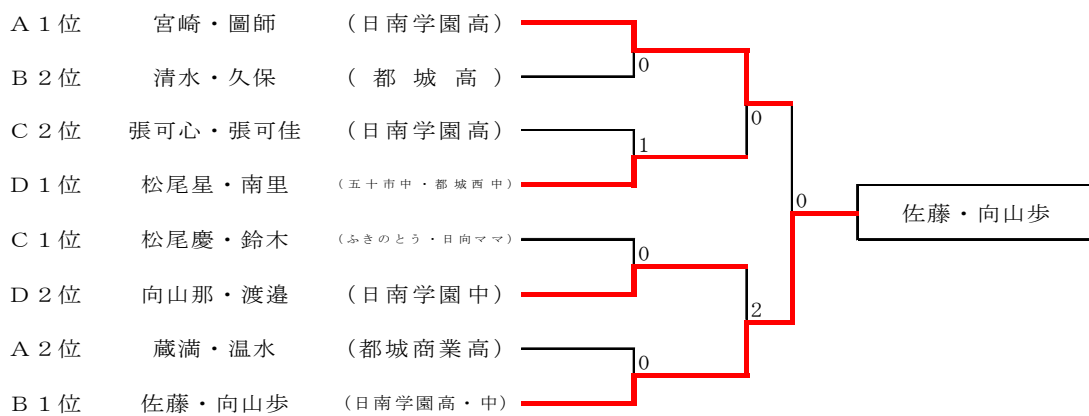 A１位 宮崎・圖師 (日南学園高)
0
B２位 清水・久保 (都城高)
0
C２位 張可心・張可佳 (日南学園高)
1
D１位 松尾星・南里 (五十市中・都城西中)
0
佐藤・向山歩
C１位 松尾慶・鈴木 (ふきのとう・日向ママ)
0
D２位 向山那・渡邉 (日南学園中)
2
A２位 蔵満・温水 (都城商業高)
0
B１位 佐藤・向山歩 (日南学園高・中)